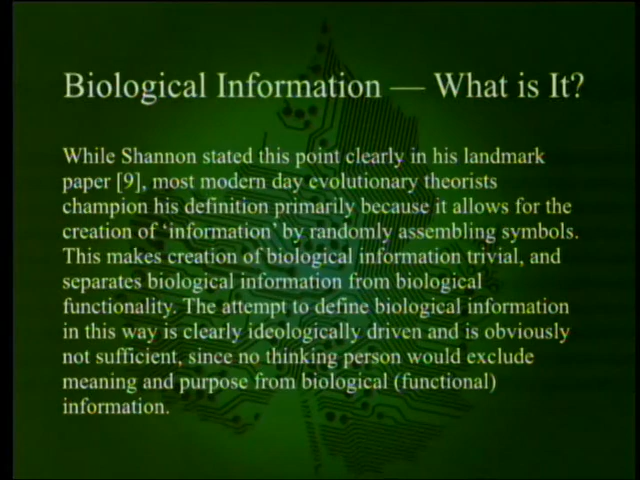 Biological Information — What is It?
While Shannon stated this point clearly in his landmark
paper [9], most modern day evolutionary theorists
champion his definition primarily because it allows for the
creation of ‘information’ by randomly assembling symbols.
This makes creation of biological information trivial, and
separates biological information from biological
functionality. The attempt to define biological information
in this way is clearly ideologically driven and is obviously
not sufficient, since no thinking person would exclude
meaning and purpose from biological (functional)
information.